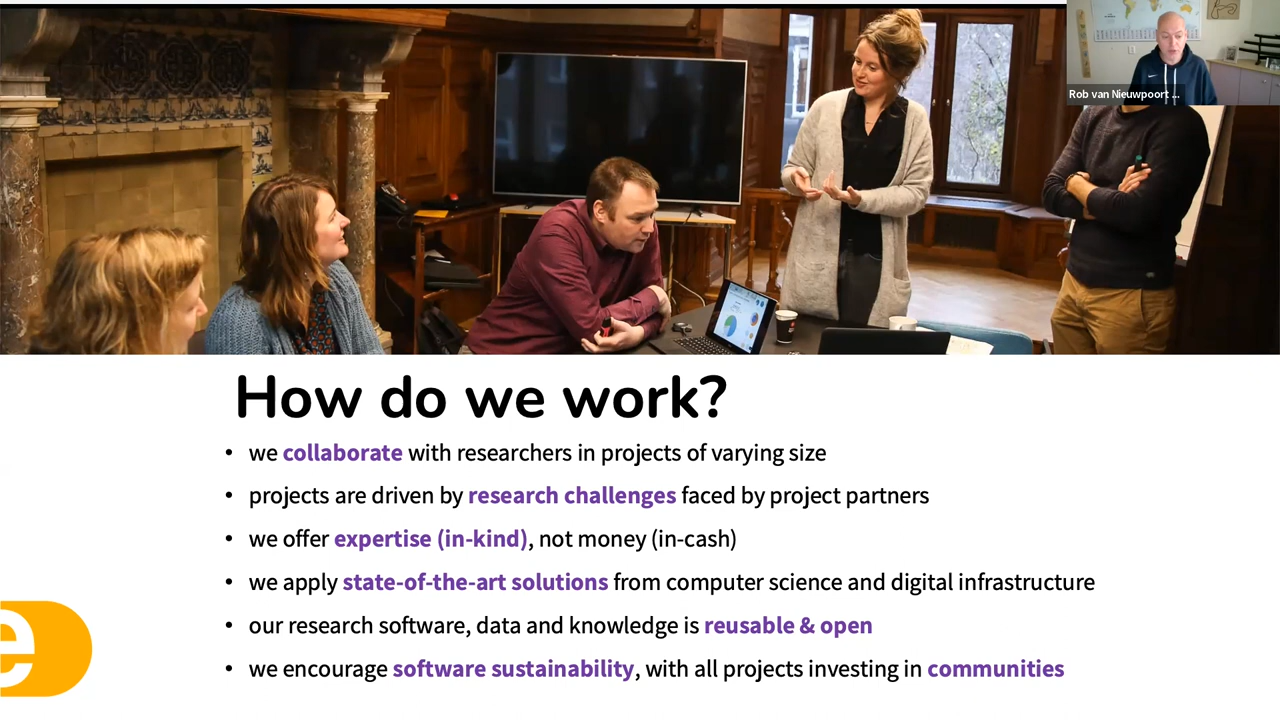 Rob van Nieuwpoort ...
How do we work?
• we collaborate with researchers in projects of varying size
• projects are driven by research challenges faced by project partners
• we offer expertise (in-kind), not money (in-cash)
• we apply state-of-the-art solutions from computer science and digital infrastructure
• our research software, data and knowledge is reusable & open
• we encourage software sustainability, with all projects investing in communities
e